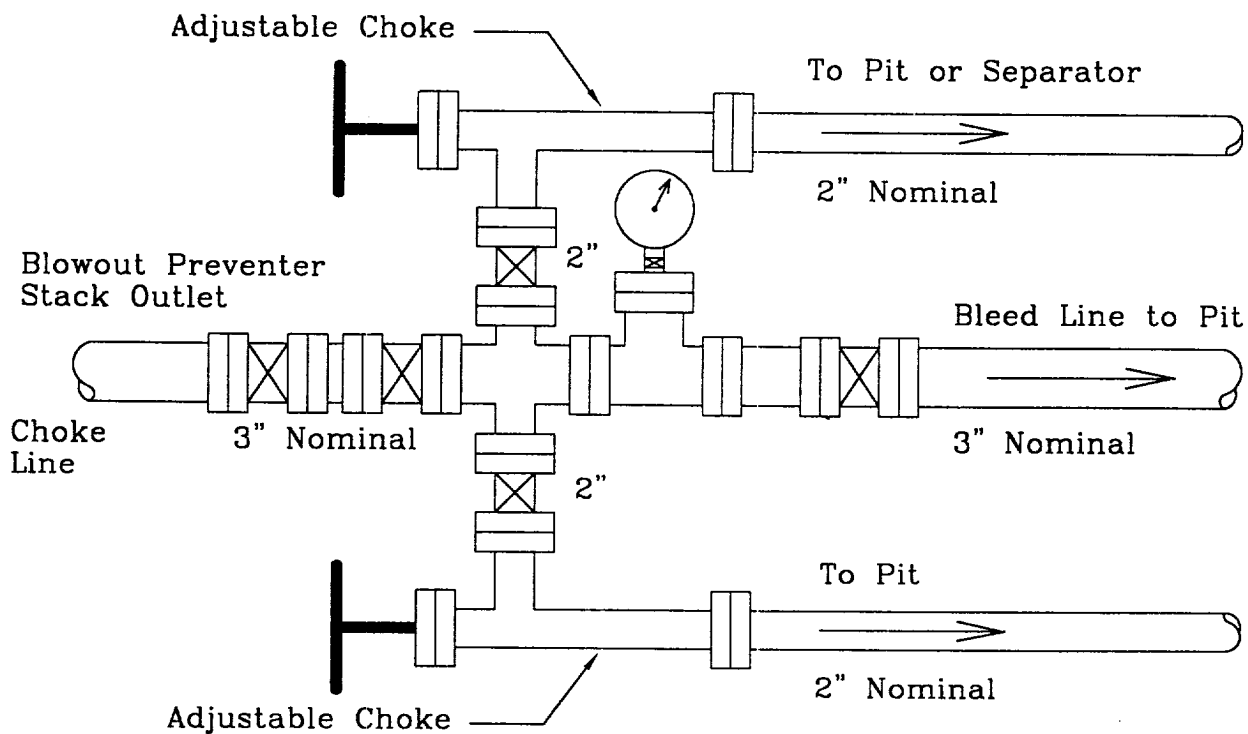 Adjustable Choke
To Pit or Separator
2" Nominal
2"
Blowout Preventer
Stack Outlet
Bleed Line to Pit
3" Nominal
3" Nominal
Choke
Line
2"
To Pit
2" Nominal
Adjustable Choke